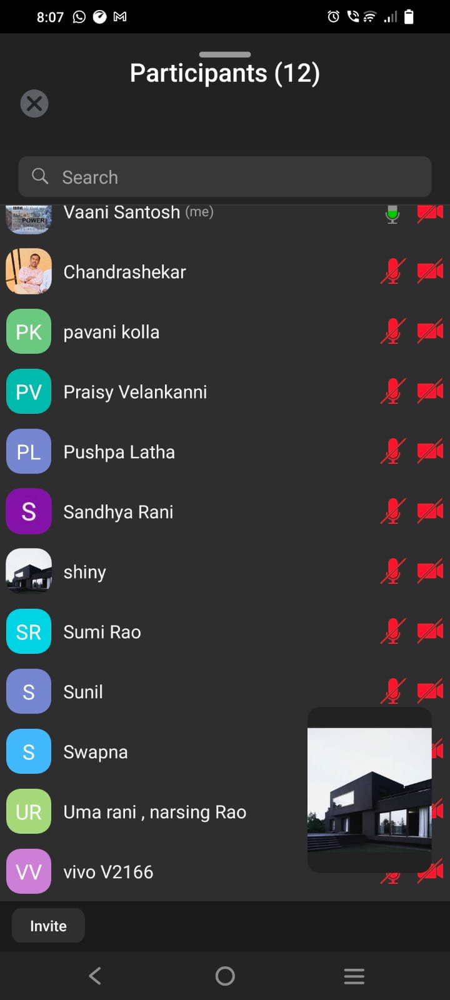 8:07
Participants (12)
Search
Vaani Santosh (me)
POWER
Chandrashekar
PK
pavani kolla
PV
Praisy Velankanni
PL
Pushpa Latha
S
Sandhya Rani
shiny
SR
Sumi Rao
S
Sunil
S
Swapna
UR
Uma rani , narsing Rao
VV
vivo V2166
Invite